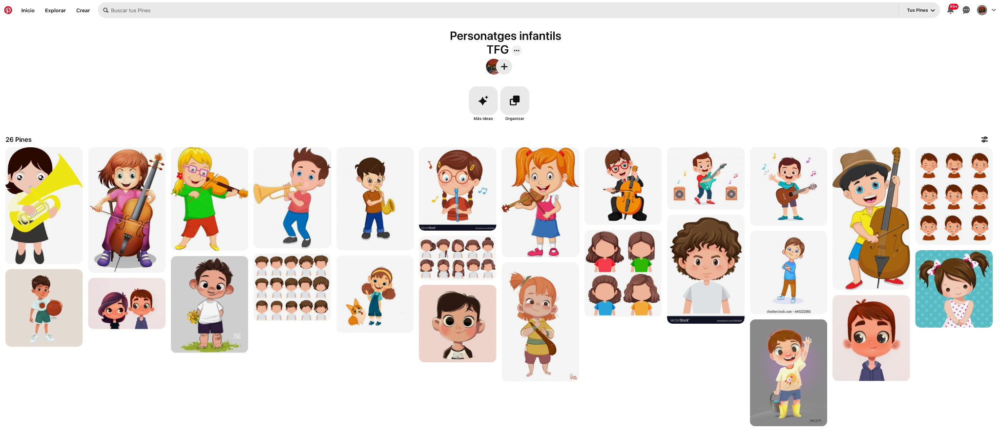 Inicio
Explorar
Crear
Buscar tus Pines
Tus Pines
99+
Personatges infantils
TFG
Más ideas
Organizar
26 Pines
VectorStock
VectorStock
shutterstock.com • 640222381